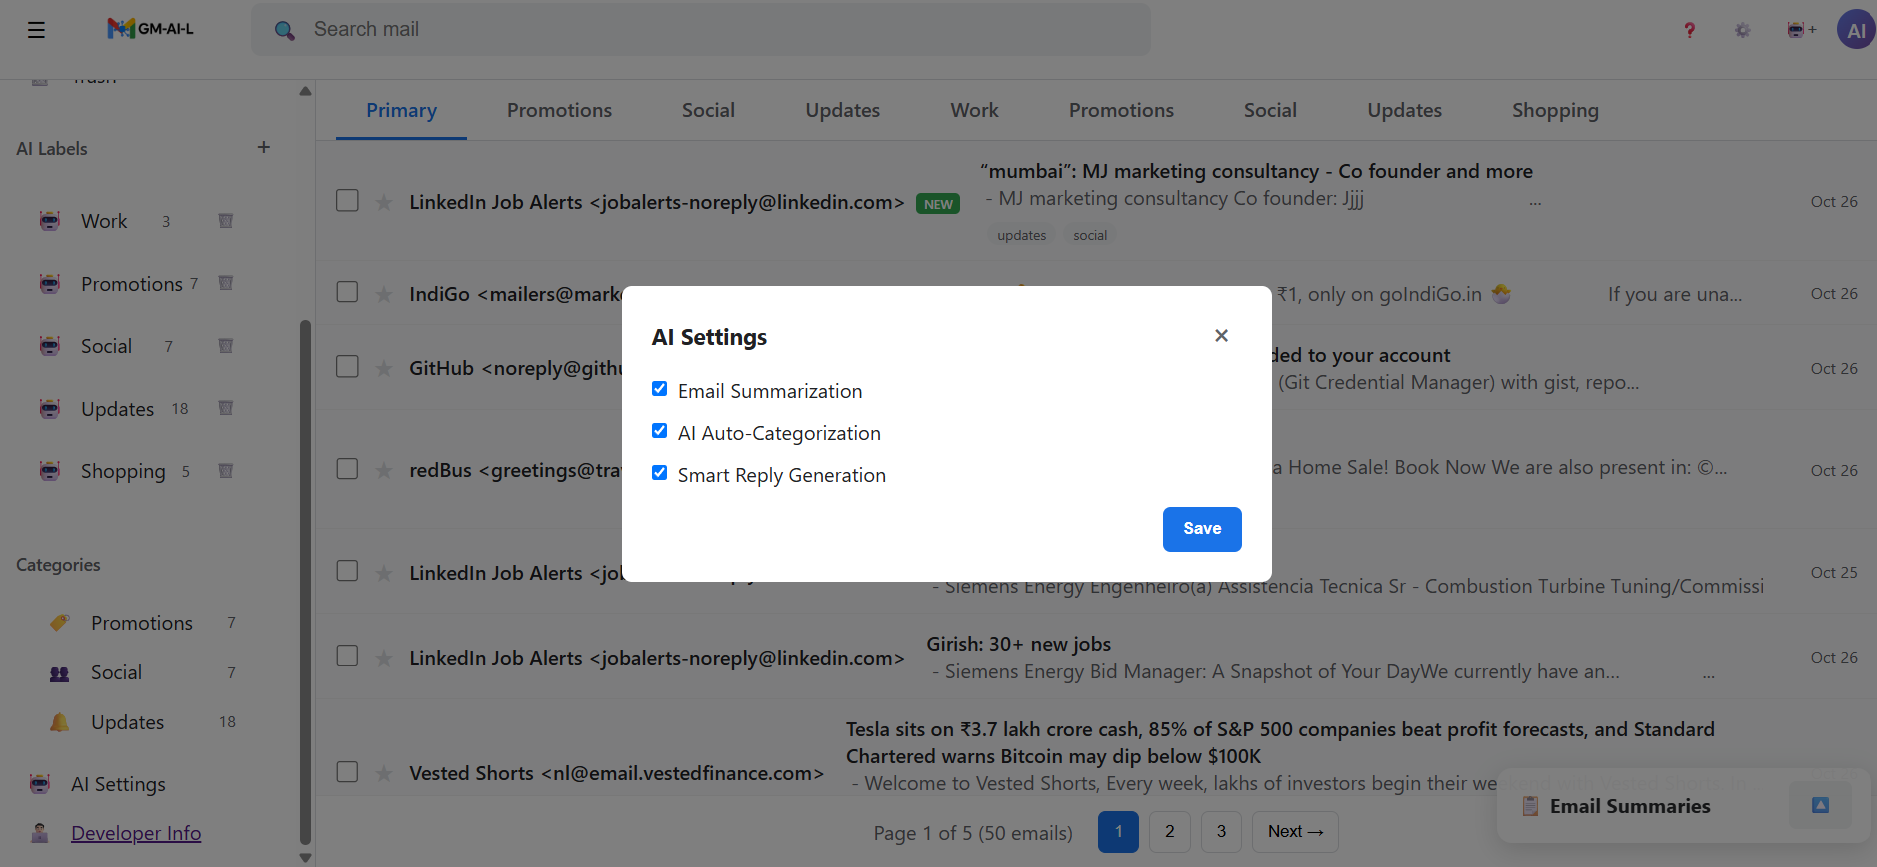 GM-AI-L
Search mail
+
AI
Trash
AI Labels
+
Work 3
Promotions 7
Social 7
Updates 18
Shopping 5
Categories
Promotions 7
Social 7
Updates 18
AI Settings
Developer Info
Primary Promotions Social Updates Work Promotions Social Updates Shopping
“mumbai”: MJ marketing consultancy - Co founder and more
LinkedIn Job Alerts <jobalerts-noreply@linkedin.com> NEW - MJ marketing consultancy Co founder: Jjjj ... Oct 26
updates social
IndiGo <mailers@mark ₹1, only on goIndiGo.in If you are una... Oct 26
ded to your account
GitHub <noreply@gith (Git Credential Manager) with gist, repo... Oct 26
redBus <greetings@tra a Home Sale! Book Now We are also present in: ©... Oct 26
LinkedIn Job Alerts <jo Oct 25
- Siemens Energy Engenheiro(a) Assistencia Tecnica Sr - Combustion Turbine Tuning/Commissi
Girish: 30+ new jobs
LinkedIn Job Alerts <jobalerts-noreply@linkedin.com> - Siemens Energy Bid Manager: A Snapshot of Your DayWe currently have an... ... Oct 26
Tesla sits on ₹3.7 lakh crore cash, 85% of S&P 500 companies beat profit forecasts, and Standard
Chartered warns Bitcoin may dip below $100K
Vested Shorts <nl@email.vestedfinance.com> - Welcome to Vested Shorts, Every week, lakhs of investors begin their
AI Settings ×
Email Summarization
AI Auto-Categorization
Smart Reply Generation
Save
Email Summaries
Page 1 of 5 (50 emails) 1 2 3 Next →